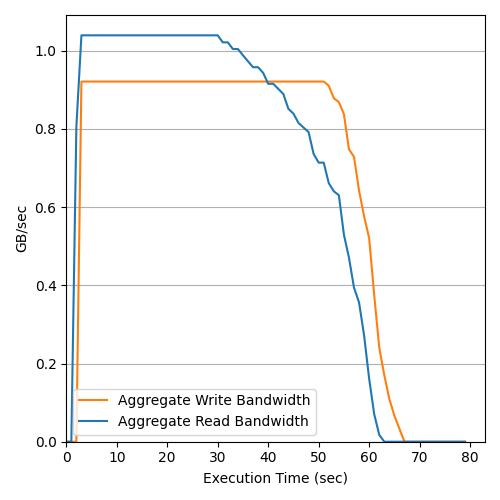 GB/sec
1.0
0.8
0.6
0.4
0.2
0.0
Aggregate Write Bandwidth
Aggregate Read Bandwidth
0 10 20 30 40 50 60 70 80
Execution Time (sec)